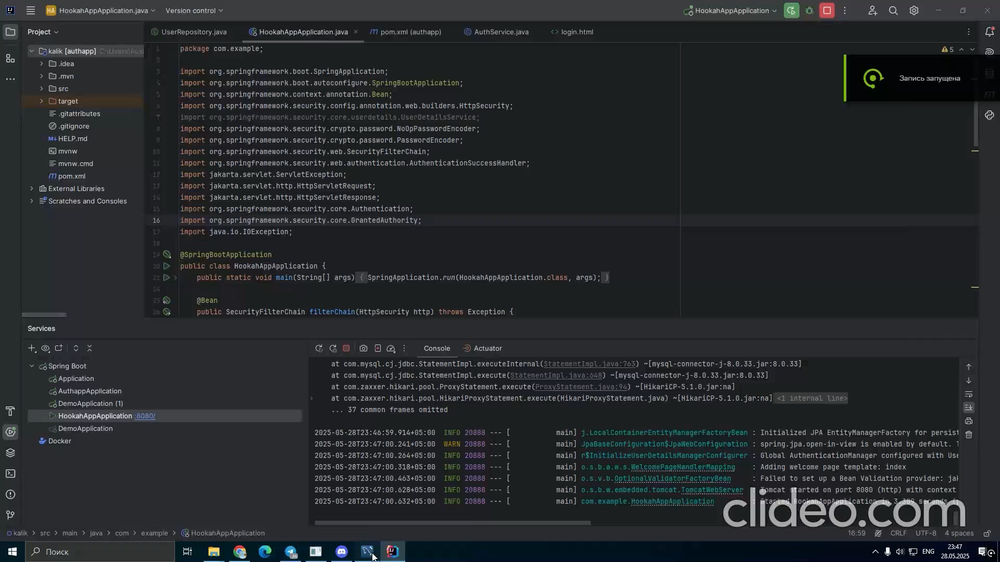 HA HookahAppApplication.java Version control HookahAppApplication
Project
UserRepository.java HookahAppApplication.java pom.xml (authapp) AuthService.java login.html
kalik [authapp] C:\Users\Rusl
.idea
.mvn
src
target
.gitattributes
.gitignore
HELP.md
mvnw
mvnw.cmd
pom.xml
External Libraries
Scratches and Consoles
5
Запись запущена
1 package com.example;
2
3 import org.springframework.boot.SpringApplication;
4 import org.springframework.boot.autoconfigure.SpringBootApplication;
5 import org.springframework.context.annotation.Bean;
6 import org.springframework.security.config.annotation.web.builders.HttpSecurity;
7 import org.springframework.security.core.userdetails.UserDetailsService;
8 import org.springframework.security.crypto.password.NoOpPasswordEncoder;
9 import org.springframework.security.crypto.password.PasswordEncoder;
10 import org.springframework.security.web.SecurityFilterChain;
11 import org.springframework.security.web.authentication.AuthenticationSuccessHandler;
12 import jakarta.servlet.ServletException;
13 import jakarta.servlet.http.HttpServletRequest;
14 import jakarta.servlet.http.HttpServletResponse;
15 import org.springframework.security.core.Authentication;
16 import org.springframework.security.core.GrantedAuthority;
17 import java.io.IOException;
18
19 @SpringBootApplication
20 public class HookahAppApplication {
21 public static void main(String[] args) { SpringApplication.run(HookahAppApplication.class, args); }
24
25 @Bean
26 public SecurityFilterChain filterChain(HttpSecurity http) throws Exception {
Services
Console Actuator
Spring Boot
Application
AuthappApplication
DemoApplication (1)
HookahAppApplication :8080/
DemoApplication
Docker
at com.mysql.cj.jdbc.StatementImpl.executeInternal(StatementImpl.java:763) ~[mysql-connector-j-8.0.33.jar:8.0.33]
at com.mysql.cj.jdbc.StatementImpl.execute(StatementImpl.java:648) ~[mysql-connector-j-8.0.33.jar:8.0.33]
at com.zaxxer.hikari.pool.ProxyStatement.execute(ProxyStatement.java:94) ~[HikariCP-5.1.0.jar:na]
at com.zaxxer.hikari.pool.HikariProxyStatement.execute(HikariProxyStatement.java) ~[HikariCP-5.1.0.jar:na] <1 internal line>
... 37 common frames omitted
2025-05-28T23:46:59.914+05:00 INFO 20888 --- [ main] j.LocalContainerEntityManagerFactoryBean : Initialized JPA EntityManagerFactory for persist
2025-05-28T23:47:00.241+05:00 WARN 20888 --- [ main] JpaBaseConfiguration$JpaWebConfiguration : spring.jpa.open-in-view is enabled by default. T
2025-05-28T23:47:00.264+05:00 INFO 20888 --- [ main] r$InitializeUserDetailsManagerConfigurer : Global AuthenticationManager configured with Use
2025-05-28T23:47:00.318+05:00 INFO 20888 --- [ main] o.s.b.a.w.s.WelcomePageHandlerMapping : Adding welcome page template: index
2025-05-28T23:47:00.463+05:00 INFO 20888 --- [ main] o.s.v.b.OptionalValidatorFactoryBean : Failed to set up a Bean Validation provider: jak
2025-05-28T23:47:00.628+05:00 INFO 20888 --- [ main] o.s.b.w.embedded.tomcat.TomcatWebServer : Tomcat started on port 8080 (http) with context
2025-05-28T23:47:00.632+05:00 INFO 20888 --- [ main] com.example.HookahAppApplication : Started HookahAppApplication in 3.309 seconds (p
clideo.com
kalik > src > main > java > com > example > HookahAppApplication
16:59 CRLF UTF-8 4 spaces
Поиск
36
ENG
23:47
28.05.2025